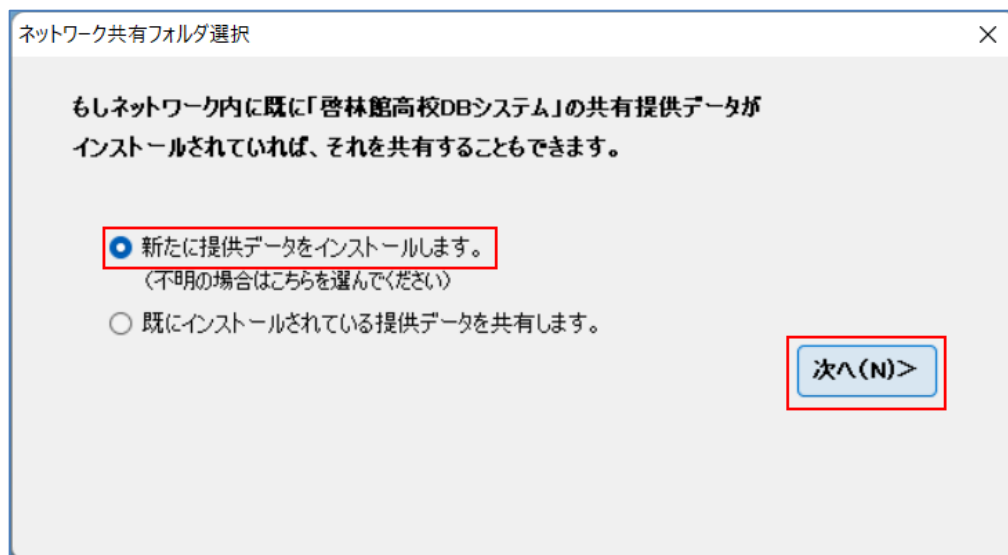 ネットワーク共有フォルダ選択
もしネットワーク内に既に「啓林館高校DBシステム」の共有提供データが
インストールされていれば、それを共有することもできます。
新たに提供データをインストールします。
(不明の場合はこちらを選んでください)
既にインストールされている提供データを共有します。
次へ(N)>